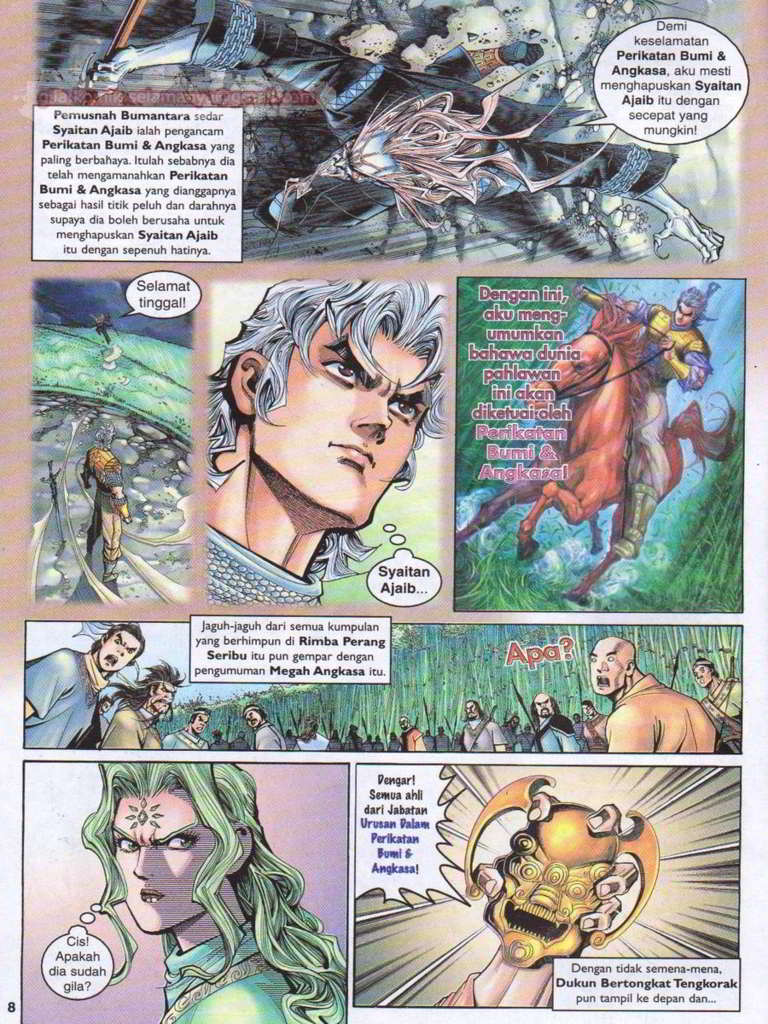 Demi
keselamatan
Perikatan Bumi &
Angkasa, aku mesti
menghapuskan Syaitan
Ajaib itu dengan
secepat yang
mungkin!
Pemusnah Bumantara sedar
Syaitan Ajaib ialah pengancam
Perikatan Bumi & Angkasa yang
paling berbahaya. Itulah sebabnya dia
telah mengamanahkan Perikatan
Bumi & Angkasa yang dianggapnya
sebagai hasil titik peluh dan darahnya
supaya dia boleh berusaha untuk
menghapuskan Syaitan Ajaib
itu dengan sepenuh hatinya.
Selamat
tinggal!
Syaitan
Ajaib...
Dengan ini,
aku meng-
umumkan
bahawa dunia
pahlawan
ini akan
diketuai oleh
Perikatan
Bumi &
Angkasa!
Jaguh-jaguh dari semua kumpulan
yang berhimpun di Rimba Perang
Seribu itu pun gempar dengan
pengumuman Megah Angkasa itu.
Apa?
Cis!
Apakah
dia sudah
gila?
Dengar!
Semua ahli
dari Jabatan
Urusan Dalam
Perikatan
Bumi &
Angkasa!
Dengan tidak semena-mena,
Dukun Bertongkat Tengkorak
pun tampil ke depan dan...
8